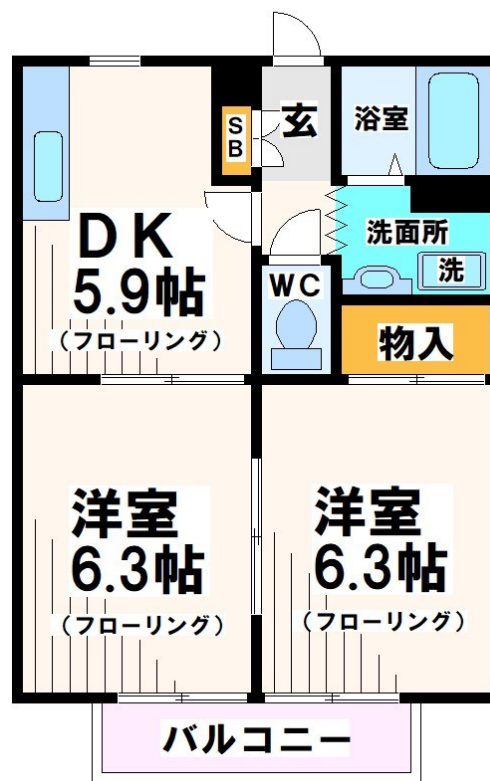 玄
浴室
SB
DK
5.9帖
(フローリング)
洗面所
洗
WC
物入
洋室
6.3帖
(フローリング)
洋室
6.3帖
(フローリング)
バルコニー